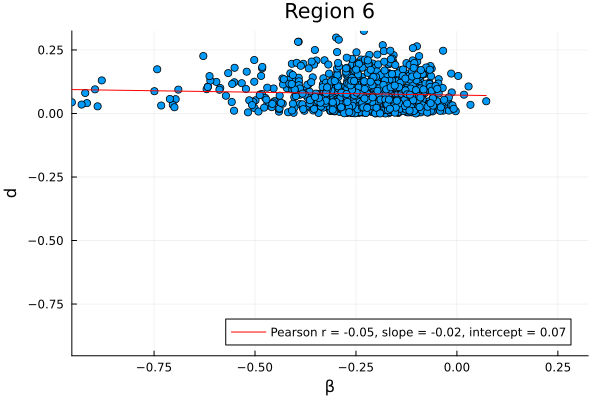 Region 6
d
0.25
0.00
−0.25
−0.50
−0.75
Pearson r = -0.05, slope = -0.02, intercept = 0.07
−0.75
−0.50
−0.25
0.00
0.25
β